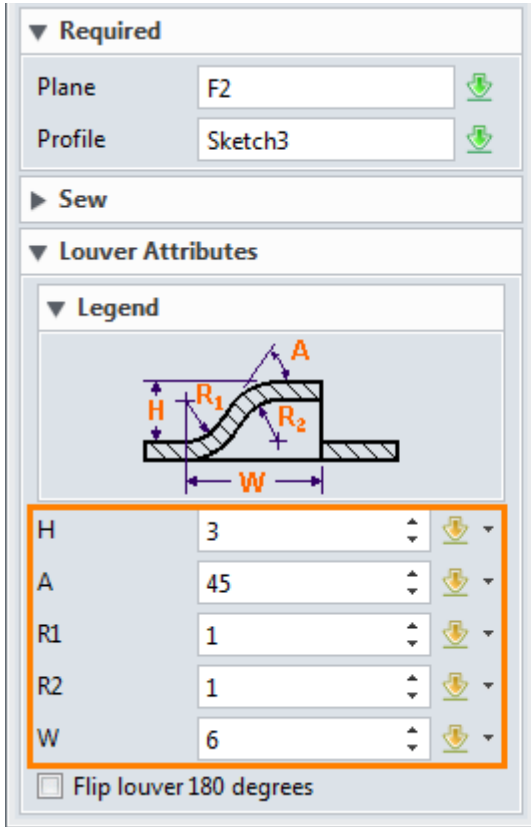 Required
Plane F2
Profile Sketch3
Sew
Louver Attributes
Legend
A
H R1
R2
W
H 3
A 45
R1 1
R2 1
W 6
Flip louver 180 degrees